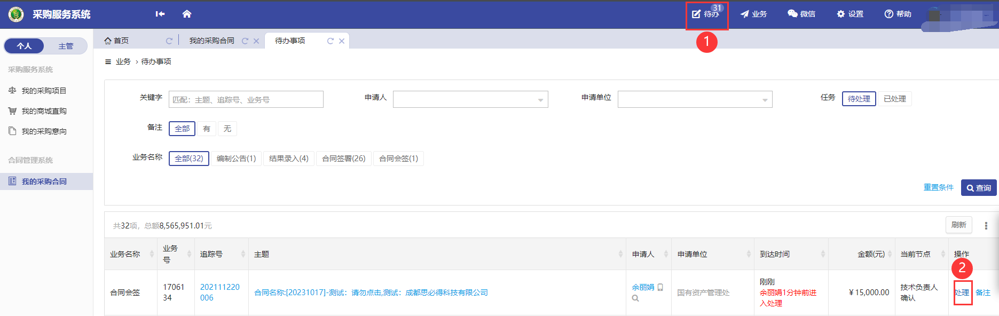 采购服务系统
待办 31
业务
微信
设置
帮助
1
个人
主管
首页
我的采购合同
待办事项
业务 › 待办事项
采购服务系统
我的采购项目
我的商城直购
我的采购意向
合同管理系统
我的采购合同
关键字 匹配：主题、追踪号、业务号
申请人
申请单位
任务 待处理 已处理
备注 全部 有 无
业务名称 全部(32) 编制公告(1) 结果录入(4) 合同签署(26) 合同会签(1)
重置条件 查询
共32项，总额8,565,951.01元
刷新
业务名称
业务
号
追踪号
主题
申请人
申请单位
到达时间
金额(元)
当前节点
操作
2
合同会签
17061
34
202111220
006
合同名称:[20231017]-测试：请勿点击,测试：成都思必得科技有限公司
余丽娟
国有资产管理处
刚刚
余丽娟1分钟前进
入处理
￥15,000.00
技术负责人
确认
处理 备注